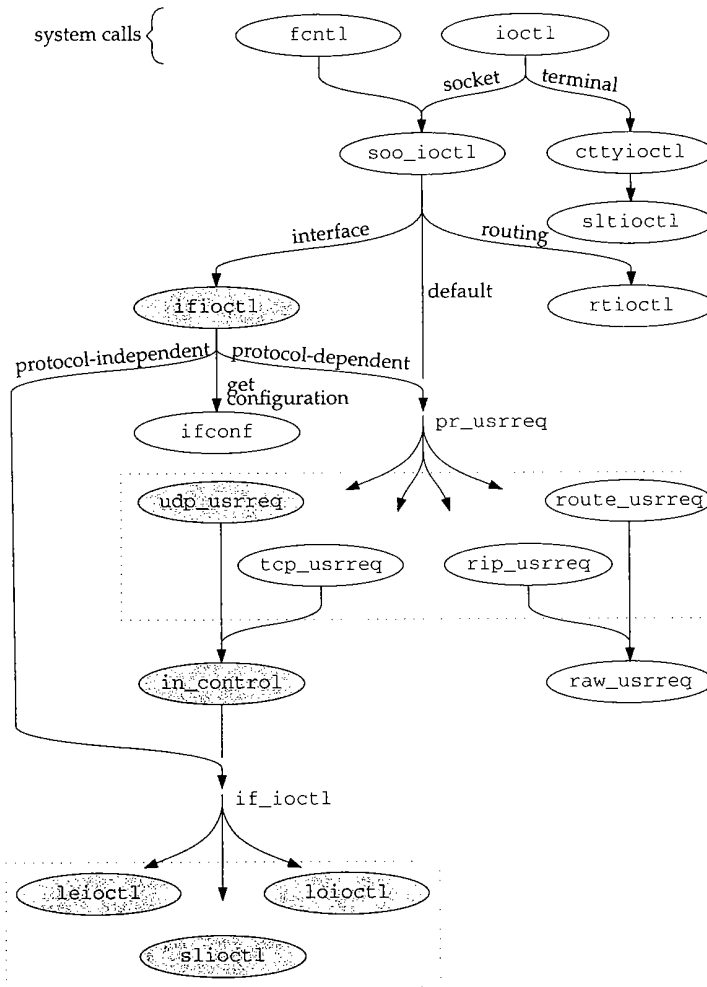 system calls
fcntl
ioctl
socket
terminal
soo_ioctl
cttyioctl
sltioctl
interface
routing
ifioctl
default
rtioctl
protocol-independent
protocol-dependent
get
configuration
ifconf
pr_usrreq
udp_usrreq
route_usrreq
tcp_usrreq
rip_usrreq
in_control
raw_usrreq
if_ioctl
leioctl
loioctl
slioctl